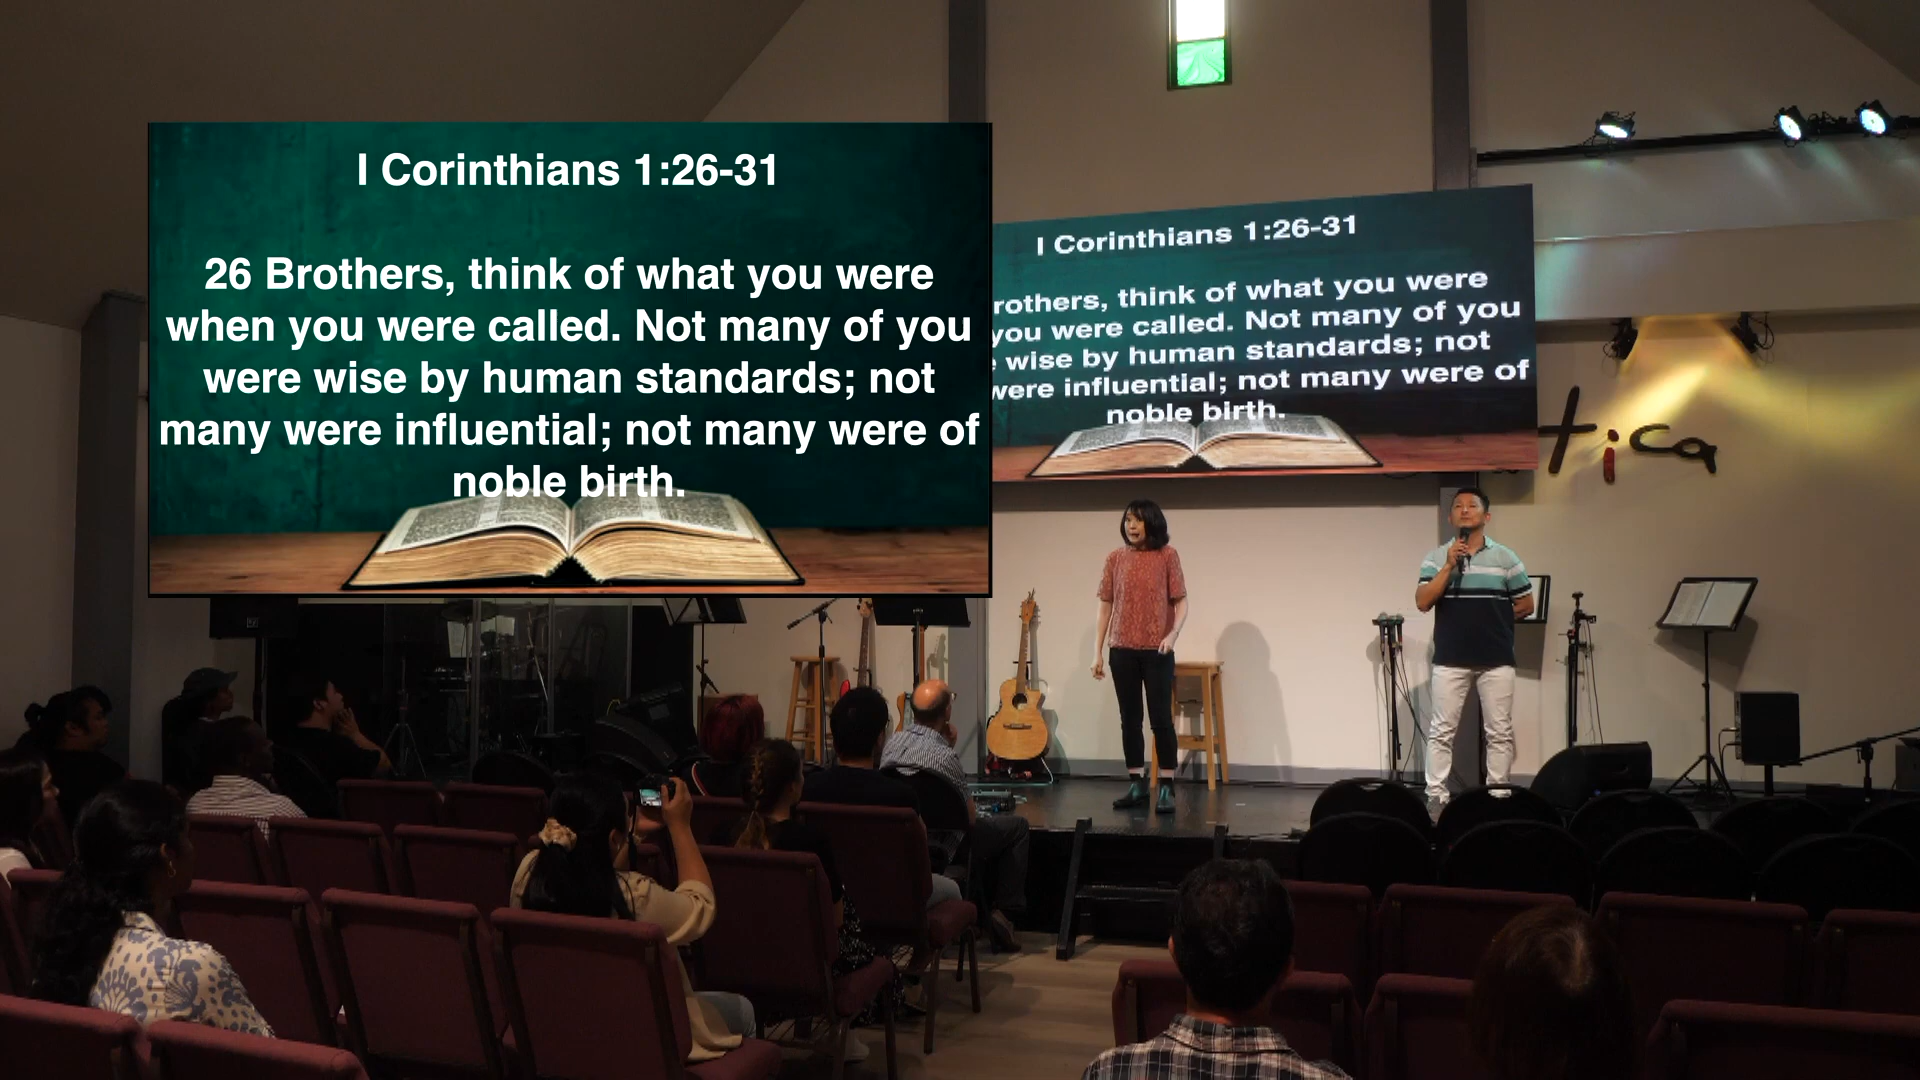 I Corinthians 1:26-31
26 Brothers, think of what you were
when you were called. Not many of you
were wise by human standards; not
many were influential; not many were of
noble birth.
I Corinthians 1:26-31
rothers, think of what you were
you were called. Not many of you
wise by human standards; not
were influential; not many were of
noble birth.
tica